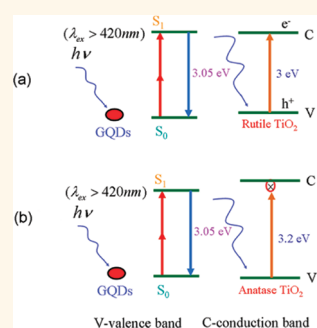 (a)
(λex > 420nm)
hν
GQDs
S1
3.05 eV
S0
e-
C
3 eV
h+
V
Rutile TiO2
(b)
(λex > 420nm)
hν
GQDs
S1
3.05 eV
S0
C
3.2 eV
V
Anatase TiO2
V-valence band C-conduction band